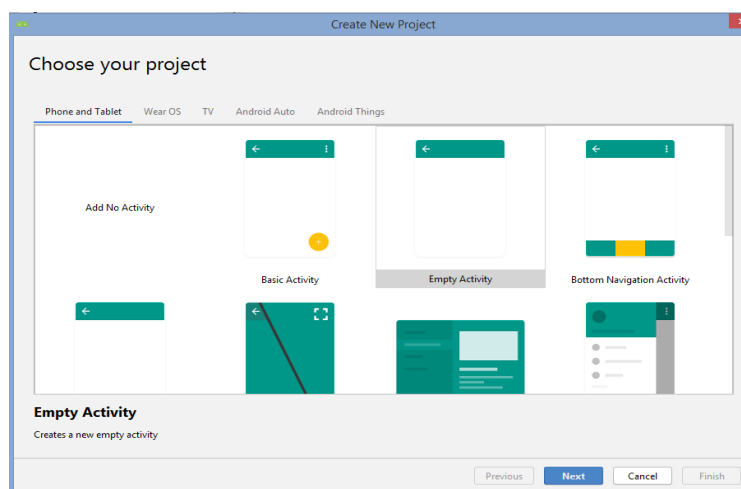 Create New Project
Choose your project
Phone and Tablet Wear OS TV Android Auto Android Things
Add No Activity
Basic Activity Empty Activity Bottom Navigation Activity
Empty Activity
Creates a new empty activity
Previous Next Cancel Finish